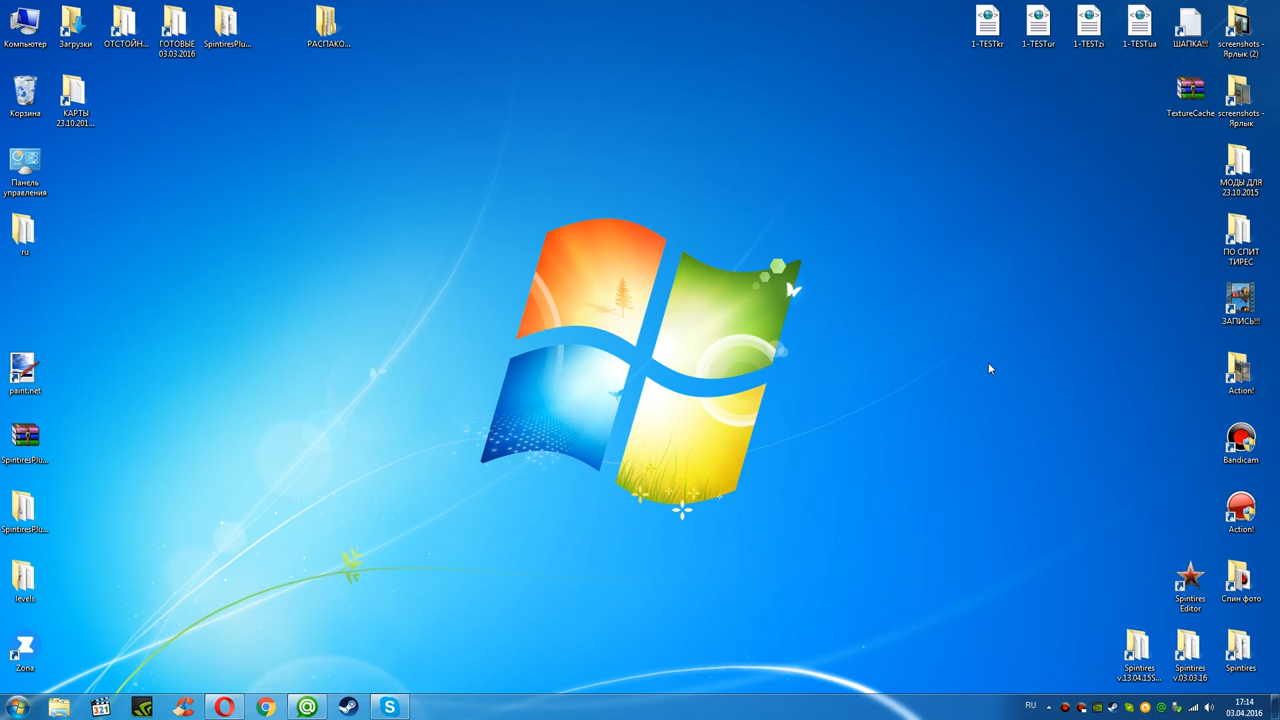 Компьютер
Загрузки
ОТСТОЙН...
ГОТОВЫЕ
03.03.2016
SpintiresPlu...
РАСПАКО...
1-TESTkr
1-TESTur
1-TESTzi
1-TESTua
ШАПКА!!!
screenshots -
Ярлык (2)
Корзина
КАРТЫ
23.10.201...
TextureCache
screenshots -
Ярлык
Панель
управления
МОДЫ ДЛЯ
23.10.2015
ru
ПО СПИТ
ТИРЕС
ЗАПИСЬ!!!
paint.net
Action!
SpintiresPlu...
Bandicam
SpintiresPlu...
Action!
levels
Spintires
Editor
Спин фото
Zona
Spintires
v.13.04.155...
Spintires
v.03.03.16
Spintires
321
RU
17:14
03.04.2016